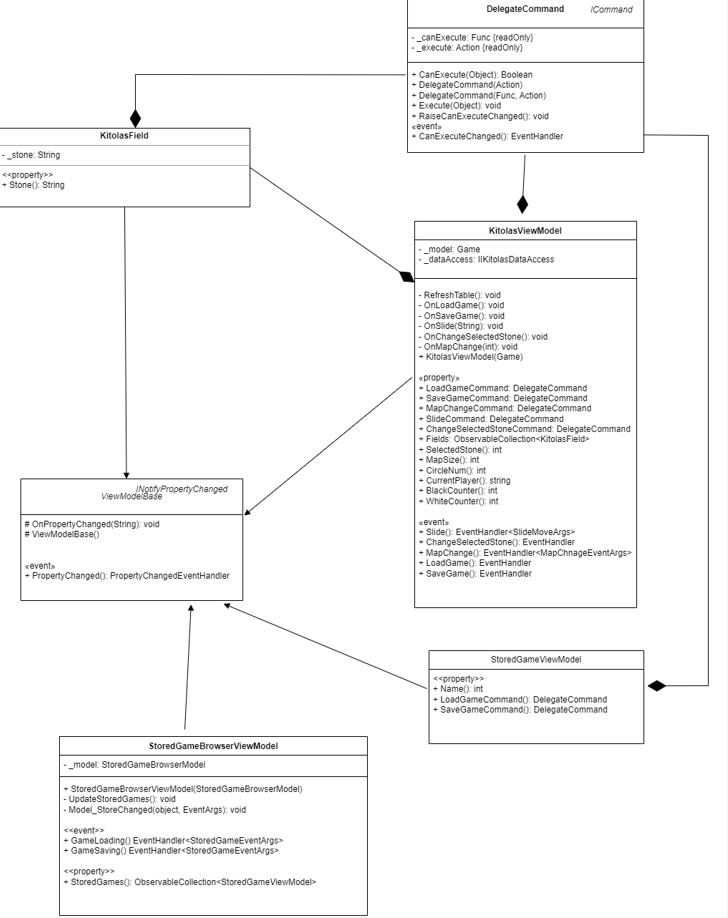 DelegateCommand
ICommand
- _canExecute: Func {readOnly}
- _execute: Action {readOnly}
+ CanExecute(Object): Boolean
+ DelegateCommand(Action)
+ DelegateCommand(Func, Action)
+ Execute(Object): void
+ RaiseCanExecuteChanged(): void
«event»
+ CanExecuteChanged(): EventHandler
KitolasField
- _stone: String
<<property>>
+ Stone(): String
KitolasViewModel
- _model: Game
- _dataAccess: IIKitolasDataAccess
- RefreshTable(): void
- OnLoadGame(): void
- OnSaveGame(): void
- OnSlide(String): void
- OnChangeSelectedStone(): void
- OnMapChange(int): void
+ KitolasViewModel(Game)
«property»
+ LoadGameCommand: DelegateCommand
+ SaveGameCommand: DelegateCommand
+ MapChangeCommand: DelegateCommand
+ SlideCommand: DelegateCommand
+ ChangeSelectedStoneCommand: DelegateCommand
+ Fields: ObservableCollection<KitolasField>
+ SelectedStone(): int
+ MapSize(): int
+ CircleNum(): int
+ CurrentPlayer(): string
+ BlackCounter(): int
+ WhiteCounter(): int
«event»
+ Slide(): EventHandler<SlideMoveArgs>
+ ChangeSelectedStone(): EventHandler
+ MapChange(): EventHandler<MapChnageEventArgs>
+ LoadGame(): EventHandler
+ SaveGame(): EventHandler
INotifyPropertyChanged
ViewModelBase
# OnPropertyChanged(String): void
# ViewModelBase()
«event»
+ PropertyChanged(): PropertyChangedEventHandler
StoredGameViewModel
<<property>>
+ Name(): int
+ LoadGameCommand(): DelegateCommand
+ SaveGameCommand(): DelegateCommand
StoredGameBrowserViewModel
- _model: StoredGameBrowserModel
+ StoredGameBrowserViewModel(StoredGameBrowserModel)
- UpdateStoredGames(): void
- Model_StoreChanged(object, EventArgs): void
<<event>>
+ GameLoading() EventHandler<StoredGameEventArgs>
+ GameSaving() EventHandler<StoredGameEventArgs>
<<property>>
+ StoredGames(): ObservableCollection<StoredGameViewModel>